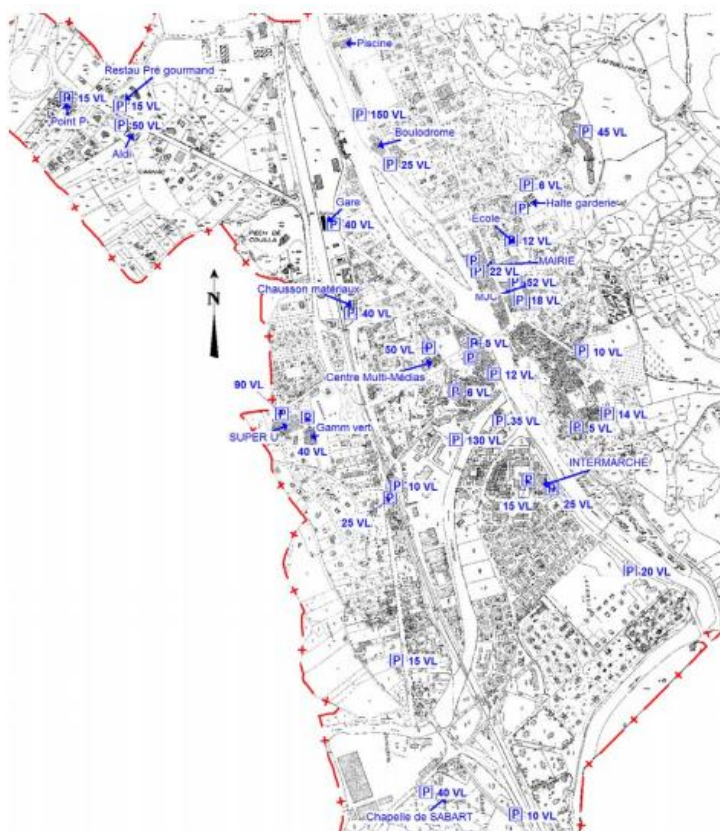 Piscine
Restau Pré gourmand
P 15 VL
P 15 VL
Point P
P 50 VL
Aldi
P 150 VL
Boulodrome
P 25 VL
P 45 VL
P 6 VL
P Halte garderie
Ecole
P 12 VL
Gare
P 40 VL
P MAIRIE
P 22 VL
P 52 VL
MJC
P 18 VL
PECH DE
COUILLA
N
Chausson matériaux
P 40 VL
50 VL P
P 5 VL
P
P 10 VL
Centre Multi-Médias
P 12 VL
90 VL
P 6 VL
P
P
P 14 VL
P 35 VL
P 5 VL
SUPER U
Gamm vert
P 130 VL
40 VL
INTERMARCHE
P
P
P 10 VL
P
25 VL
15 VL
25 VL
P 20 VL
P 15 VL
P 40 VL
Chapelle de SABART
P 10 VL